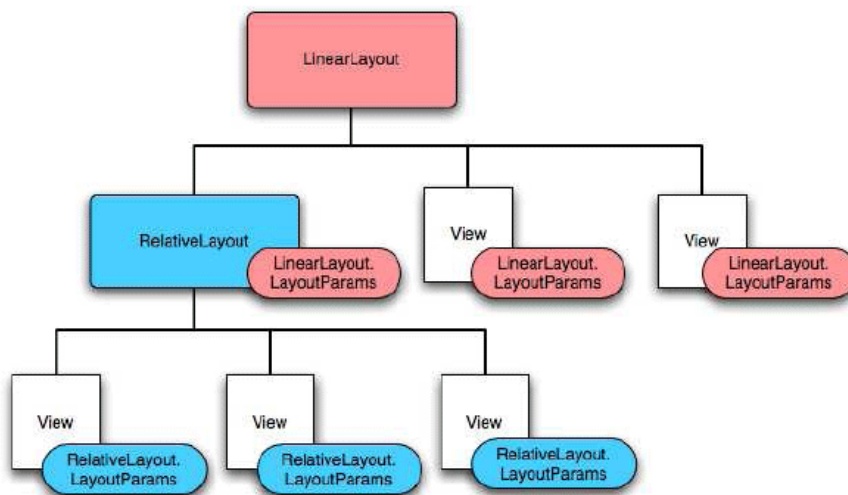 LinearLayout
RelativeLayout
LinearLayout.
LayoutParams
View
LinearLayout.
LayoutParams
View
LinearLayout.
LayoutParams
View
RelativeLayout.
LayoutParams
View
RelativeLayout.
LayoutParams
View
RelativeLayout.
LayoutParams